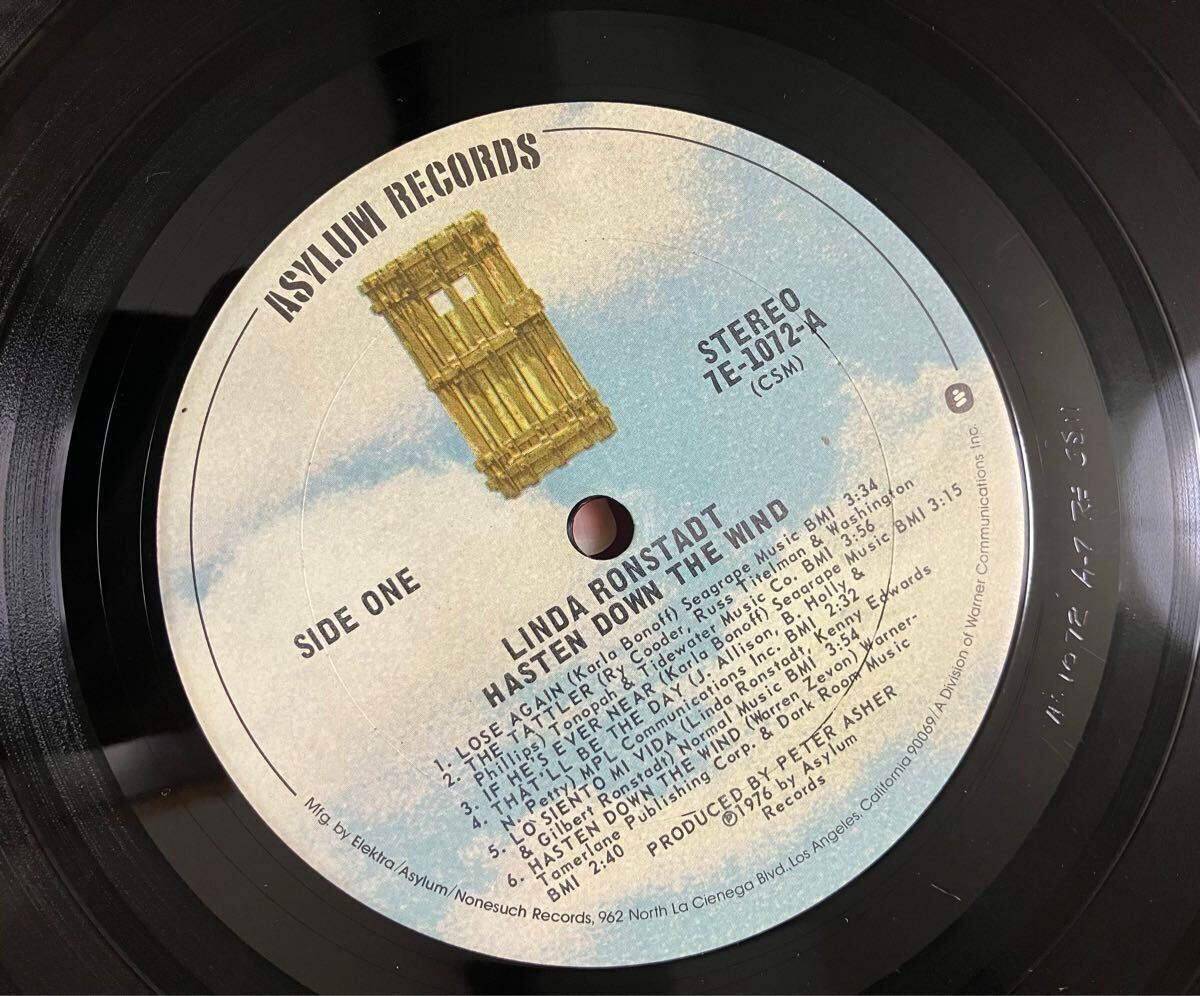 ASYLUM RECORDS
STEREO
7E-1072-A
(CSM)
SIDE ONE
LINDA RONSTADT
HASTEN DOWN THE WIND
1. LOSE AGAIN (Karla Bonoff) Seagrape Music BMI 3:34
2. THE TATTLER (Ry Cooder, Russ Titelman & Washington
Phillips) Tonopah & Tidewater Music Co. BMI 3:56
3. IF HE'S EVER NEAR (Karla Bonoff) Seagrape Music BMI 3:15
4. THAT'LL BE THE DAY (J. Allison, B. Holly &
N. Petty) MPL Communications Inc. BMI 2:32
5. LO SIENTO MI VIDA (Linda Ronstadt, Kenny Edwards
& Gilbert Ronstadt) Normal Music BMI 3:54
6. HASTEN DOWN THE WIND (Warren Zevon) Warner-
Tamerlane Publishing Corp. & Dark Room Music
BMI 2:40
PRODUCED BY PETER ASHER
℗1976 by Asylum
Records
Mfg. by Elektra/Asylum/Nonesuch Records, 962 North La Cienega Blvd., Los Angeles, California 90069/A Division of Warner Communications Inc.